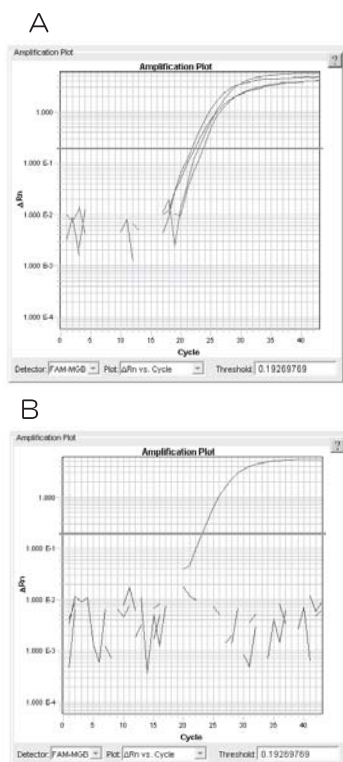 A
Amplification Plot
?
Amplification Plot
1.000
1.000 E-1
1.000 E-2
1.000 E-3
1.000 E-4
ΔRn
0 5 10 15 20 25 30 35 40
Cycle
Detector: FAM-MGB Plot: ΔRn vs. Cycle Threshold: 0.19269769
B
Amplification Plot
?
Amplification Plot
1.000
1.000 E-1
1.000 E-2
1.000 E-3
1.000 E-4
ΔRn
0 5 10 15 20 25 30 35 40
Cycle
Detector: FAM-MGB Plot: ΔRn vs. Cycle Threshold: 0.19269769